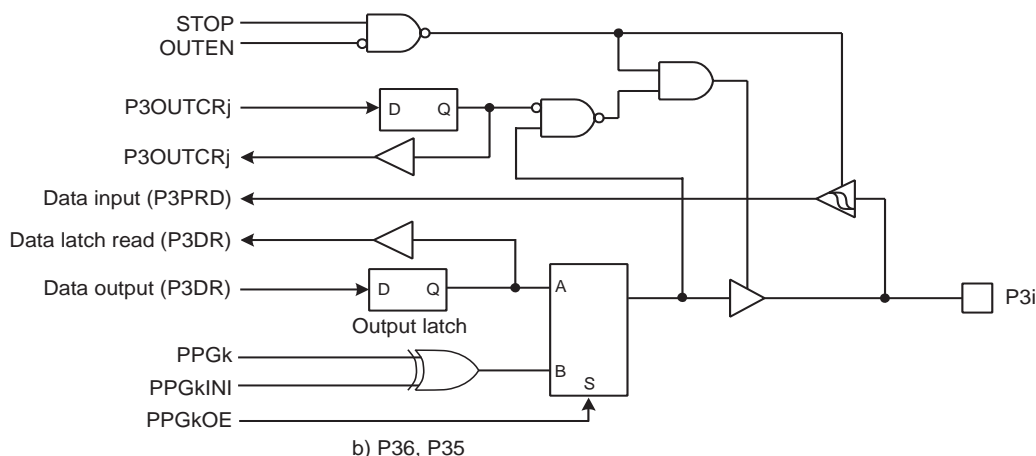 STOP
OUTEN
P3OUTCRj
D Q
P3OUTCRj
Data input (P3PRD)
Data latch read (P3DR)
Data output (P3DR)
D Q
A
P3i
Output latch
PPGk
B
PPGkINI
S
PPGkOE
b) P36, P35